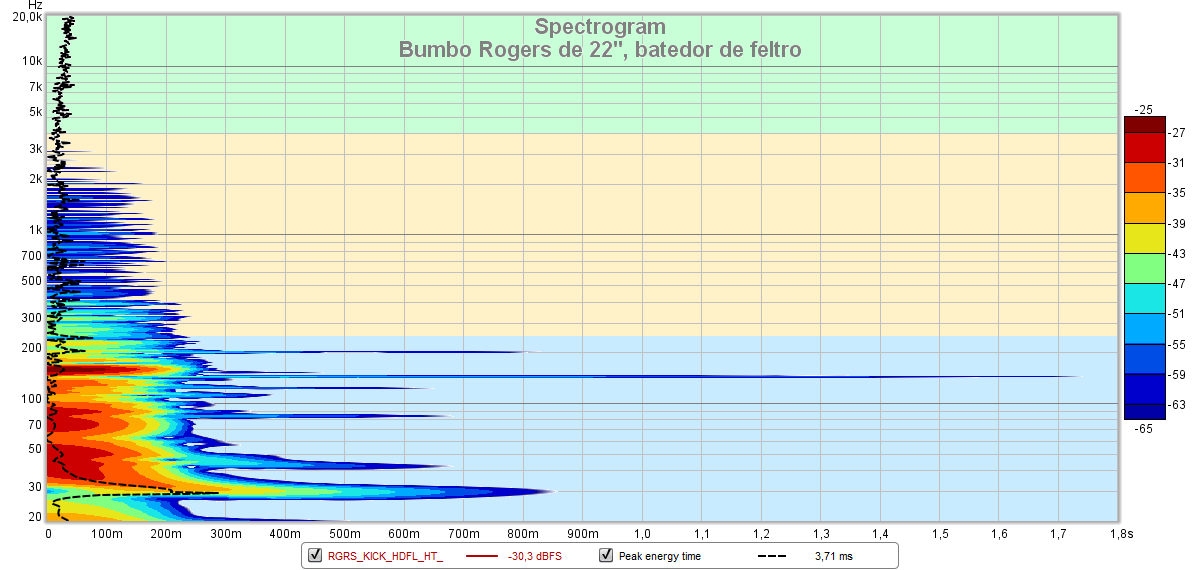 Hz
Spectrogram
Bumbo Rogers de 22", batedor de feltro
20,0k
10k
7k
5k
3k
2k
1k
700
500
300
200
100
70
50
30
20
-25
-27
-31
-35
-39
-43
-47
-51
-55
-59
-63
-65
0 100m 200m 300m 400m 500m 600m 700m 800m 900m 1,0 1,1 1,2 1,3 1,4 1,5 1,6 1,7 1,8s
RGRS_KICK_HDFL_HT_ -30,3 dBFS Peak energy time 3,71 ms